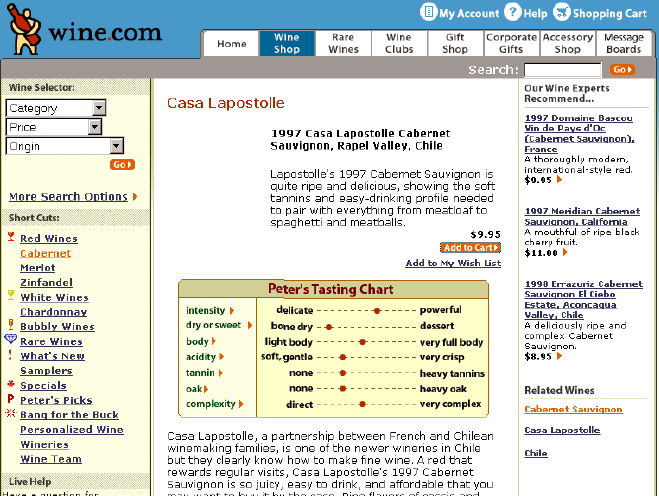 My Account Help Shopping Cart
wine.com
Home
Wine Shop
Rare Wines
Wine Clubs
Gift Shop
Corporate Gifts
Accessory Shop
Message Boards
Search: Go
Wine Selector:
Category
Price
Origin
Go
More Search Options
Short Cuts:
Red Wines
Cabernet
Merlot
Zinfandel
White Wines
Chardonnay
Bubbly Wines
Rare Wines
What's New
Samplers
Specials
Peter's Picks
Bang for the Buck
Personalized Wine
Wineries
Wine Team
Live Help
Have a question for
Casa Lapostolle
1997 Casa Lapostolle Cabernet
Sauvignon, Rapel Valley, Chile
Lapostolle's 1997 Cabernet Sauvignon is
quite ripe and delicious, showing the soft
tannins and easy-drinking profile needed
to pair with everything from meatloaf to
spaghetti and meatballs.
$9.95
Add to Cart
Add to My Wish List
Peter's Tasting Chart
intensity delicate powerful
dry or sweet bone dry dessert
body light body very full body
acidity soft, gentle very crisp
tannin none heavy tannins
oak none heavy oak
complexity direct very complex
Casa Lapostolle, a partnership between French and Chilean
winemaking families, is one of the newer wineries in Chile
but they clearly know how to make fine wine. A red that
rewards regular visits, Casa Lapostolle's 1997 Cabernet
Sauvignon is so juicy, easy to drink, and affordable that you
may want to buy it by the case. Ripe flavors of cassis and
Our Wine Experts
Recommend...
1997 Domaine Bascou
Vin de Pays d'Oc
(Cabernet Sauvignon),
France
A thoroughly modern,
international-style red.
1997 Meridian Cabernet
Sauvignon, California
A mouthful of ripe black
cherry fruit.
$11.00
1998 Errazuriz Cabernet
Sauvignon El Ceibo
Estate, Aconcagua
Valley, Chile
A deliciously ripe and
complex Cabernet
Sauvignon.
$8.95
Related Wines
Cabernet Sauvignon
Casa Lapostolle
Chile